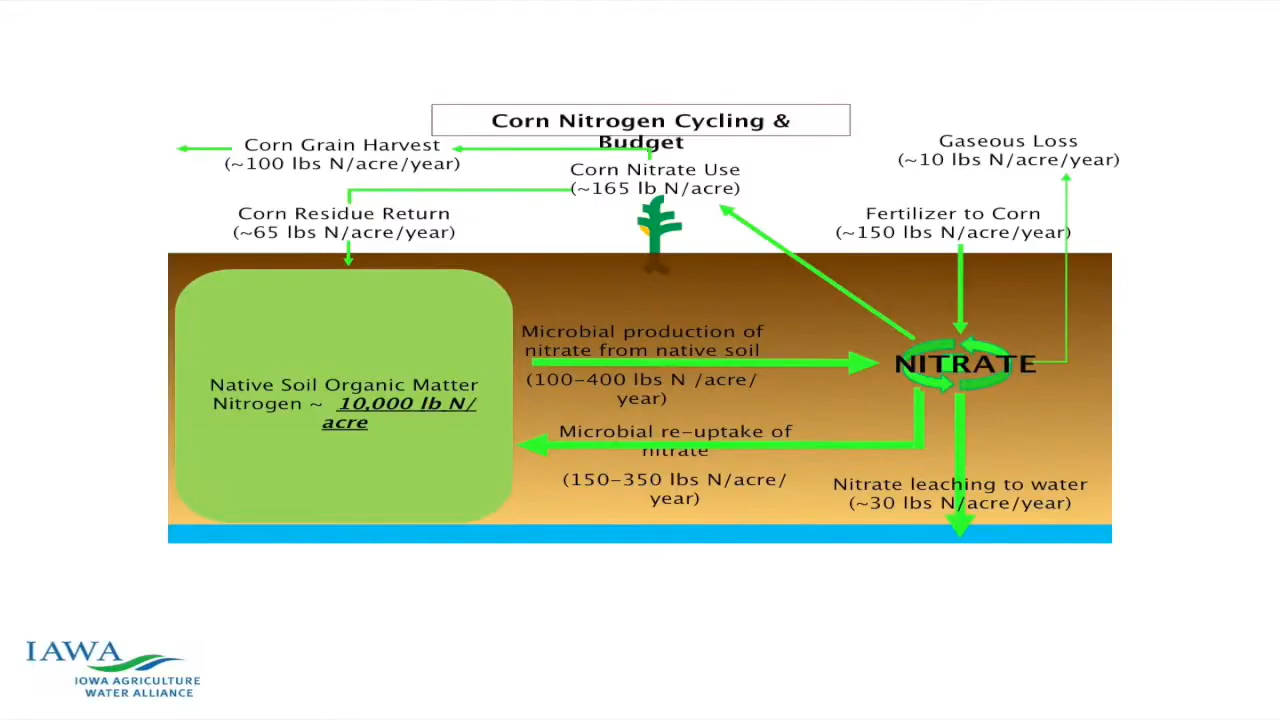 Corn Nitrogen Cycling &
Budget
Corn Grain Harvest
(~100 lbs N/acre/year)
Corn Nitrate Use
(~165 lb N/acre)
Gaseous Loss
(~10 lbs N/acre/year)
Corn Residue Return
(~65 lbs N/acre/year)
Fertilizer to Corn
(~150 lbs N/acre/year)
Microbial production of
nitrate from native soil
(100-400 lbs N /acre/
year)
NITRATE
Native Soil Organic Matter
Nitrogen ~ 10,000 lb N/
acre
Microbial re-uptake of
nitrate
(150-350 lbs N/acre/
year)
Nitrate leaching to water
(~30 lbs N/acre/year)
IAWA
IOWA AGRICULTURE
WATER ALLIANCE